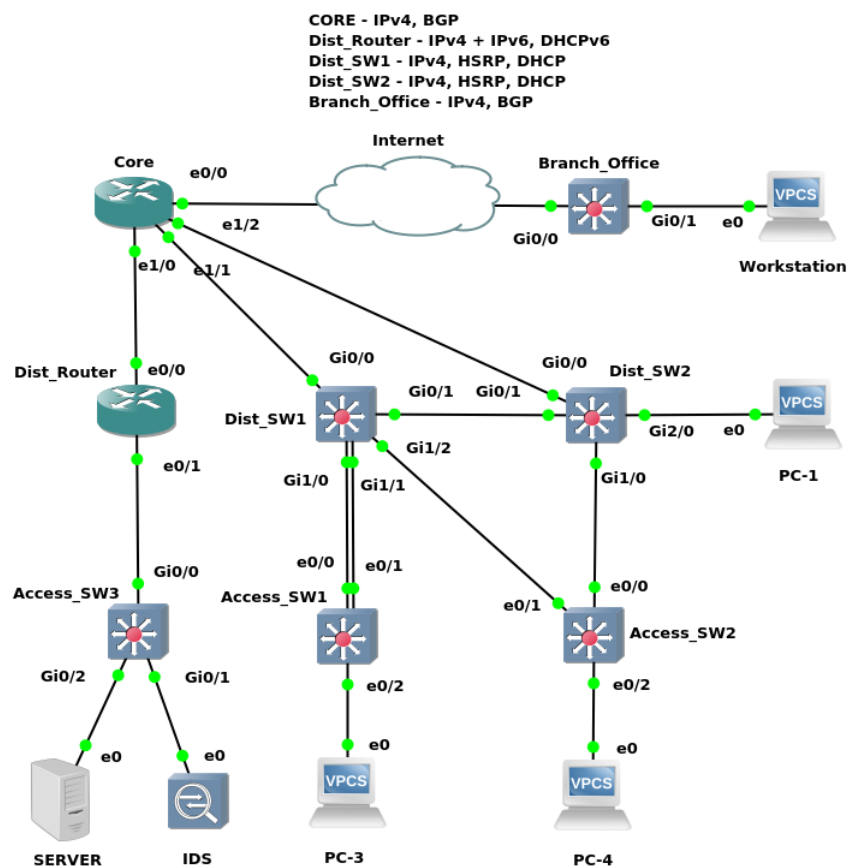 CORE - IPv4, BGP
Dist_Router - IPv4 + IPv6, DHCPv6
Dist_SW1 - IPv4, HSRP, DHCP
Dist_SW2 - IPv4, HSRP, DHCP
Branch_Office - IPv4, BGP
Internet
Core
Branch_Office
e0/0
VPCS
e1/2
Gi0/1
e0
Gi0/0
e1/0
e1/1
Workstation
Gi0/0
Gi0/0
Dist_SW2
Dist_Router
e0/0
Gi0/1
Gi0/1
VPCS
Dist_SW1
Gi2/0
e0
Gi1/2
e0/1
Gi1/0
Gi1/1
Gi1/0
PC-1
e0/0
e0/1
Gi0/0
e0/0
Access_SW3
Access_SW1
e0/1
Access_SW2
Gi0/2
Gi0/1
e0/2
e0/2
e0
e0
e0
e0
VPCS
VPCS
SERVER
IDS
PC-3
PC-4